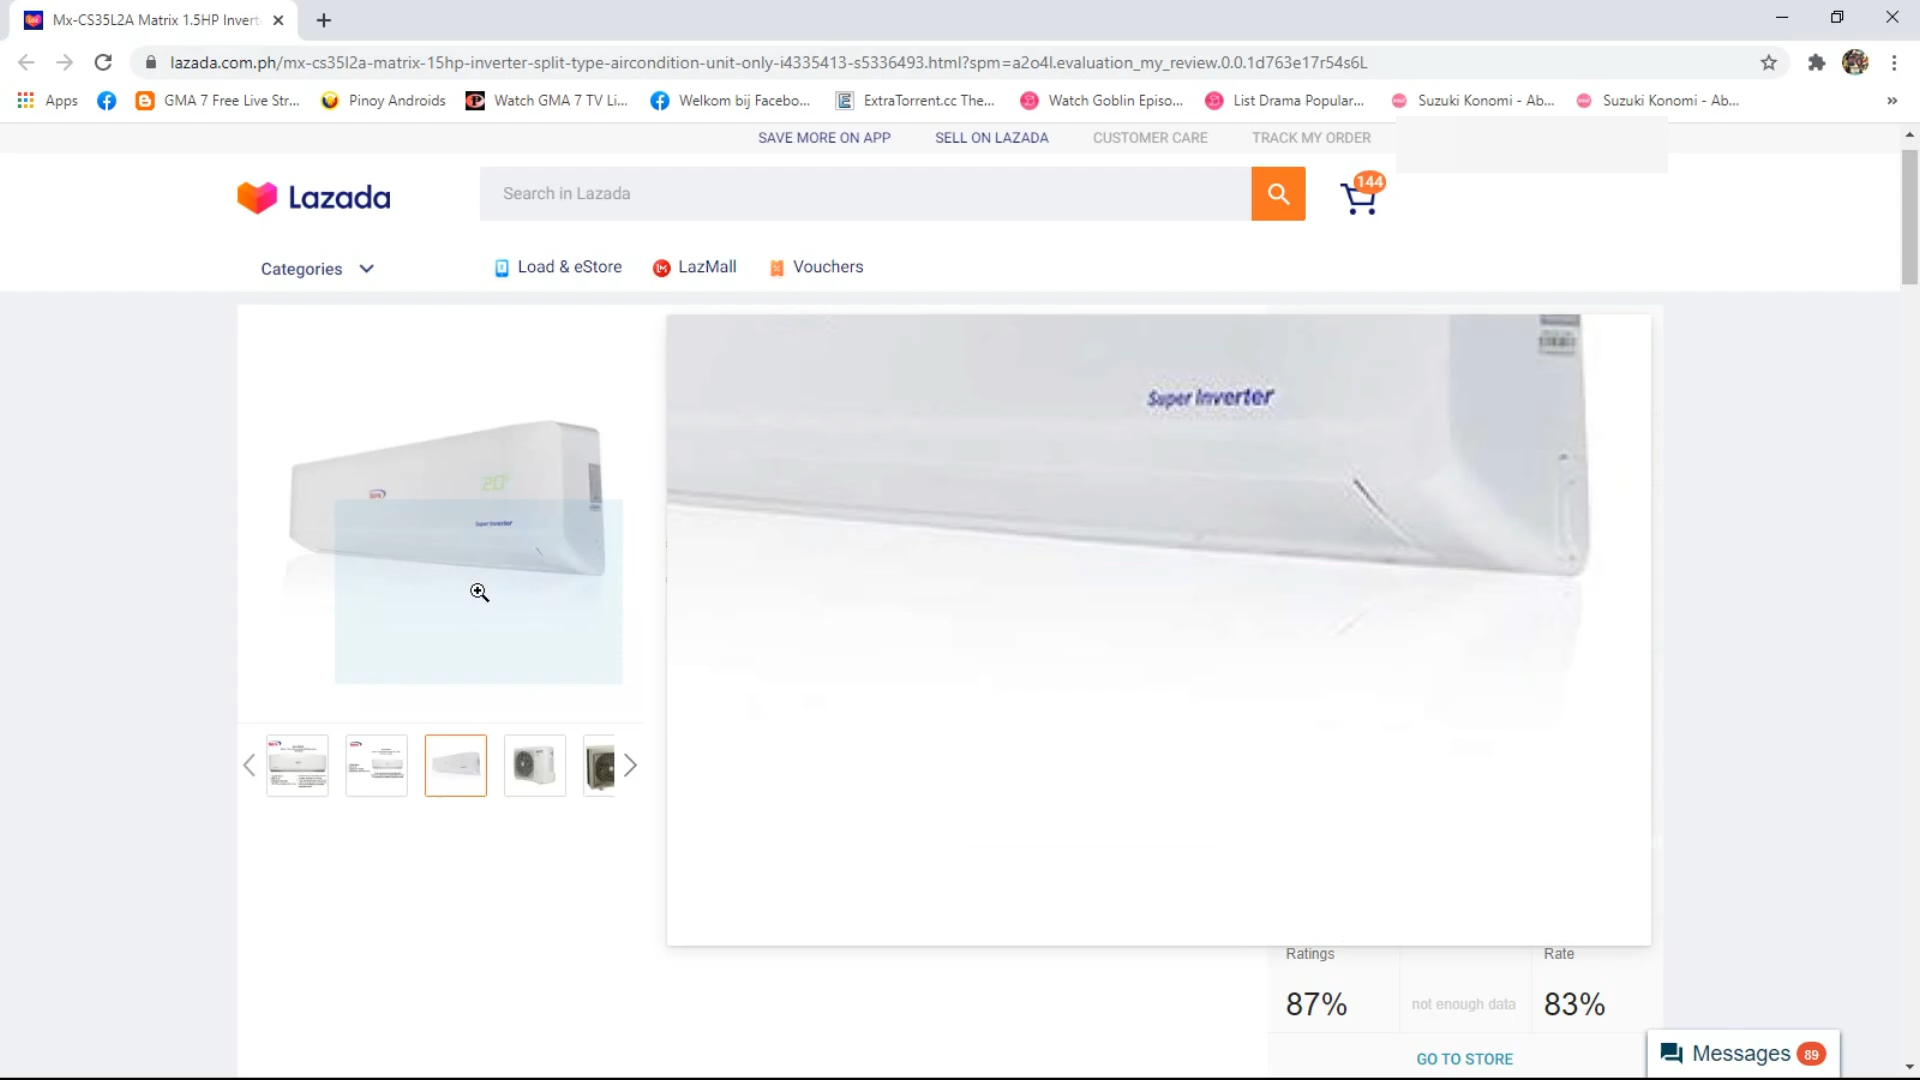 Mx-CS35L2A Matrix 1.5HP Invert
lazada.com.ph/mx-cs35l2a-matrix-15hp-inverter-split-type-aircondition-unit-only-i4335413-s5336493.html?spm=a2o4l.evaluation_my_review.0.0.1d763e17r54s6L
Apps
GMA 7 Free Live Str...
Pinoy Androids
Watch GMA 7 TV Li...
Welkom bij Facebo...
ExtraTorrent.cc The...
Watch Goblin Episo...
List Drama Popular...
Suzuki Konomi - Ab...
Suzuki Konomi - Ab...
»
SAVE MORE ON APP
SELL ON LAZADA
CUSTOMER CARE
TRACK MY ORDER
Lazada
Search in Lazada
144
Categories
Load & eStore
LazMall
Vouchers
20°
Super Inverter
Super Inverter
Ratings
Rate
87%
not enough data
83%
GO TO STORE
Messages 89